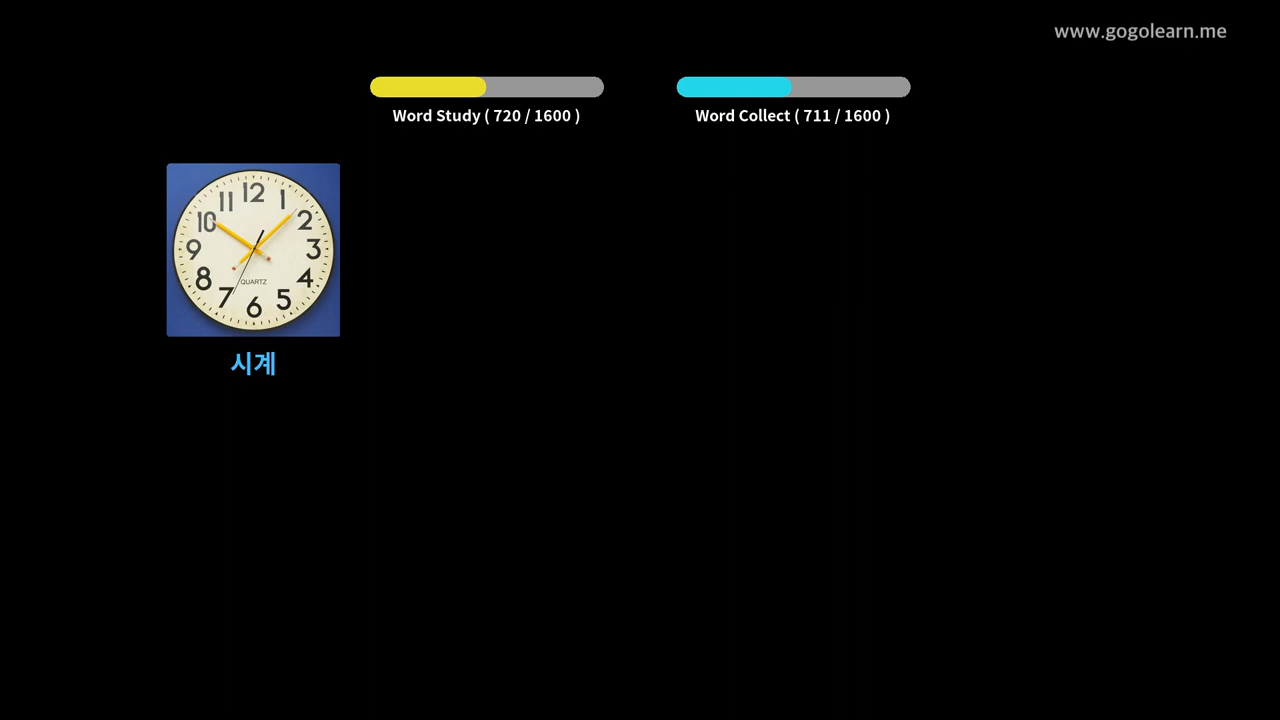 www.gogolearn.me
Word Study ( 720 / 1600 )
Word Collect ( 711 / 1600 )
12
11
1
10
2
9
3
8
4
QUARTZ
7
5
6
시계